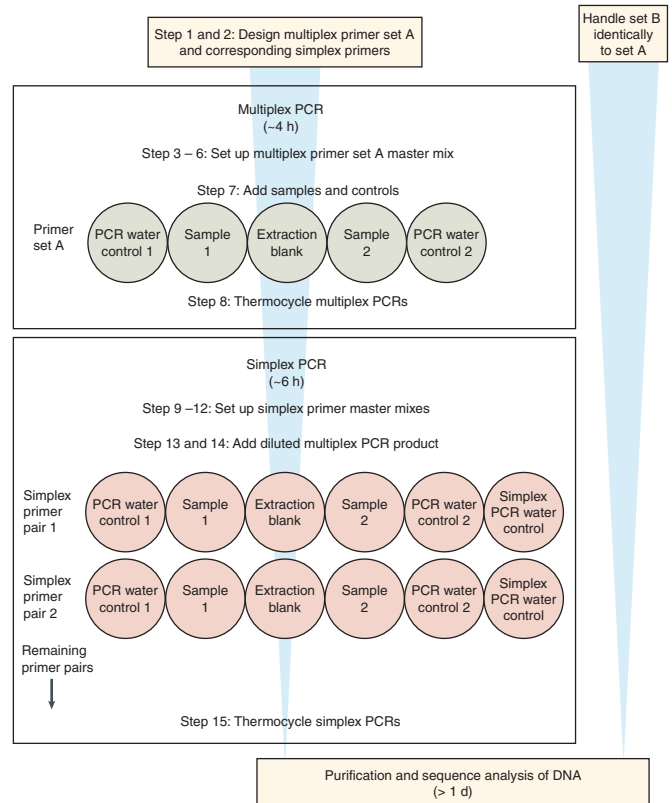 Step 1 and 2: Design multiplex primer set A
and corresponding simplex primers
Handle set B
identically
to set A
Multiplex PCR
(~4 h)
Step 3 – 6: Set up multiplex primer set A master mix
Step 7: Add samples and controls
Primer
set A
PCR water
control 1
Sample
1
Extraction
blank
Sample
2
PCR water
control 2
Step 8: Thermocycle multiplex PCRs
Simplex PCR
(~6 h)
Step 9 –12: Set up simplex primer master mixes
Step 13 and 14: Add diluted multiplex PCR product
Simplex
primer
pair 1
PCR water
control 1
Sample
1
Extraction
blank
Sample
2
PCR water
control 2
Simplex
PCR water
control
Simplex
primer
pair 2
PCR water
control 1
Sample
1
Extraction
blank
Sample
2
PCR water
control 2
Simplex
PCR water
control
Remaining
primer pairs
Step 15: Thermocycle simplex PCRs
Purification and sequence analysis of DNA
(> 1 d)